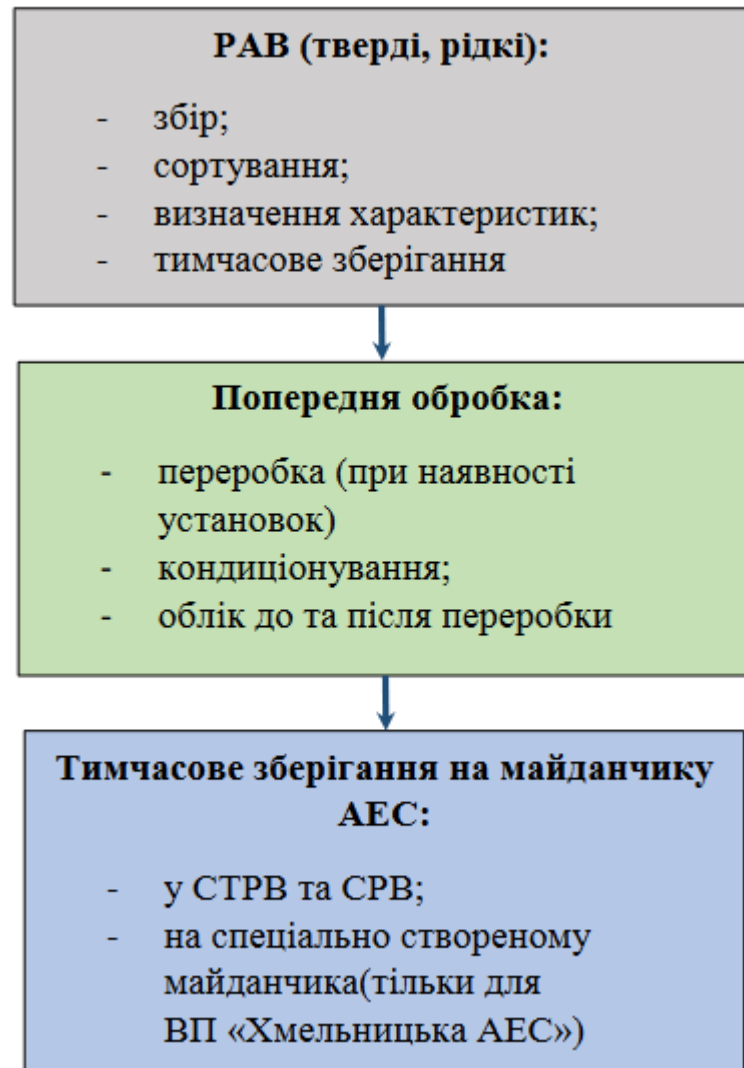 РАВ (тверді, рідкі):
- збір;
- сортування;
- визначення характеристик;
- тимчасове зберігання
Попередня обробка:
- переробка (при наявності
установок)
- кондиціонування;
- облік до та після переробки
Тимчасове зберігання на майданчику
АЕС:
- у СТРВ та СРВ;
- на спеціально створеному
майданчика(тільки для
ВП «Хмельницька АЕС»)